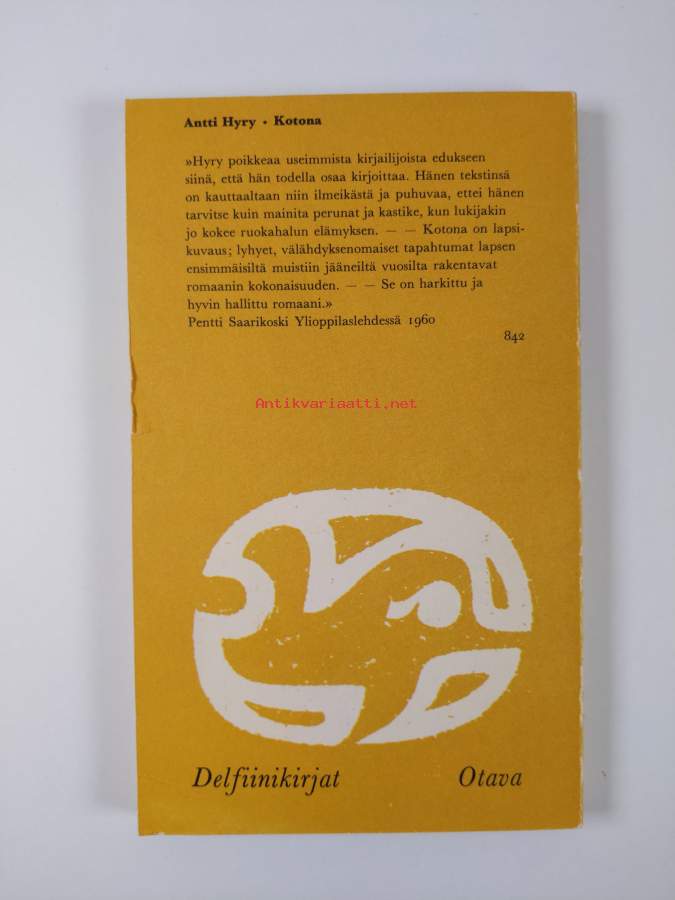 Antti Hyry • Kotona
»Hyry poikkeaa useimmista kirjailijoista edukseen
siinä, että hän todella osaa kirjoittaa. Hänen tekstinsä
on kauttaaltaan niin ilmeikästä ja puhuvaa, ettei hänen
tarvitse kuin mainita perunat ja kastike, kun lukijakin
jo kokee ruokahalun elämyksen. — — Kotona on lapsi-
kuvaus; lyhyet, välähdyksenomaiset tapahtumat lapsen
ensimmäisiltä muistiin jääneiltä vuosilta rakentavat
romaanin kokonaisuuden. — — Se on harkittu ja
hyvin hallittu romaani.»
Pentti Saarikoski Ylioppilaslehdessä 1960
842
Antikvariaatti.net
Delfiinikirjat Otava